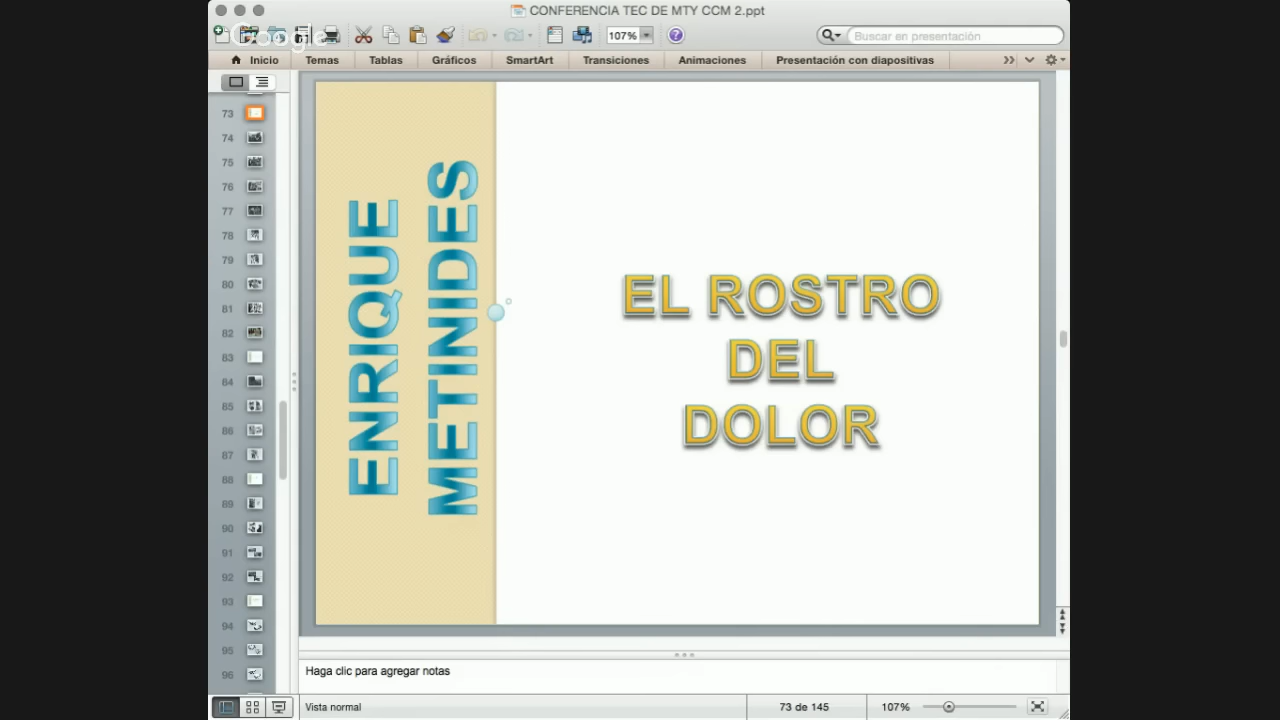 CONFERENCIA TEC DE MTY CCM 2.ppt
Google
107%
Buscar en presentación
Inicio Temas Tablas Gráficos SmartArt Transiciones Animaciones Presentación con diapositivas
73
74
75
76
77
78
79
80
81
82
83
84
85
86
87
88
89
90
91
92
93
94
95
96
ENRIQUE
METINIDES
EL ROSTRO
DEL
DOLOR
Haga clic para agregar notas
Vista normal
73 de 145
107%